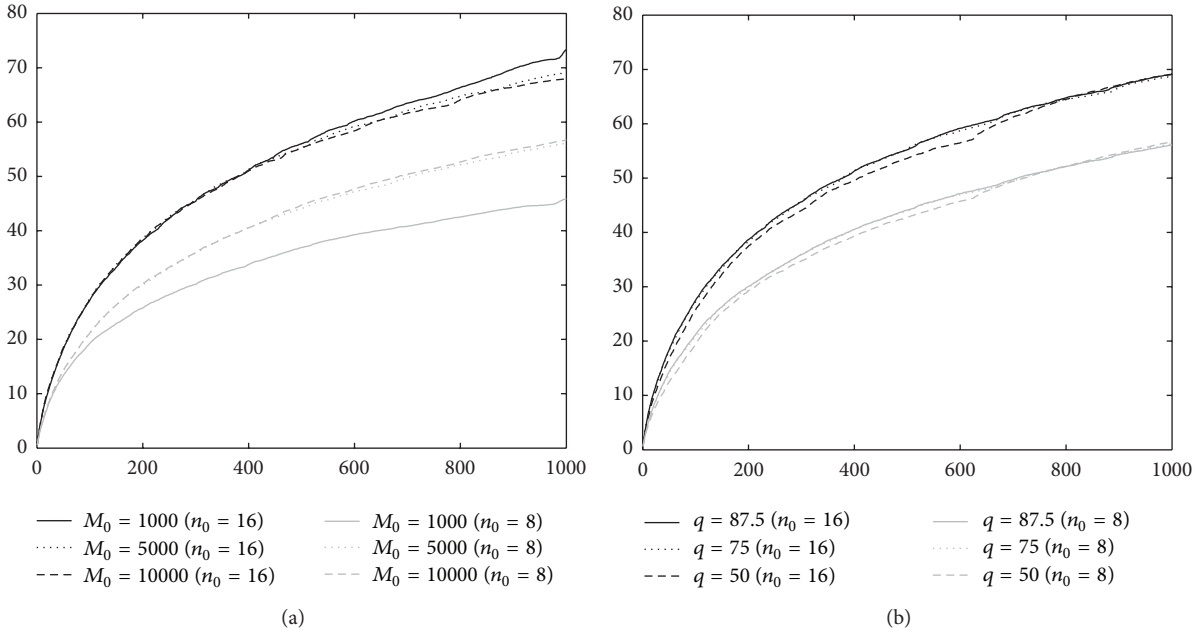 80
70
60
50
40
30
20
10
0
0 200 400 600 800 1000
M₀ = 1000 (n₀ = 16)
M₀ = 5000 (n₀ = 16)
M₀ = 10000 (n₀ = 16)
M₀ = 1000 (n₀ = 8)
M₀ = 5000 (n₀ = 8)
M₀ = 10000 (n₀ = 8)
(a)
80
70
60
50
40
30
20
10
0
0 200 400 600 800 1000
q = 87.5 (n₀ = 16)
q = 75 (n₀ = 16)
q = 50 (n₀ = 16)
q = 87.5 (n₀ = 8)
q = 75 (n₀ = 8)
q = 50 (n₀ = 8)
(b)